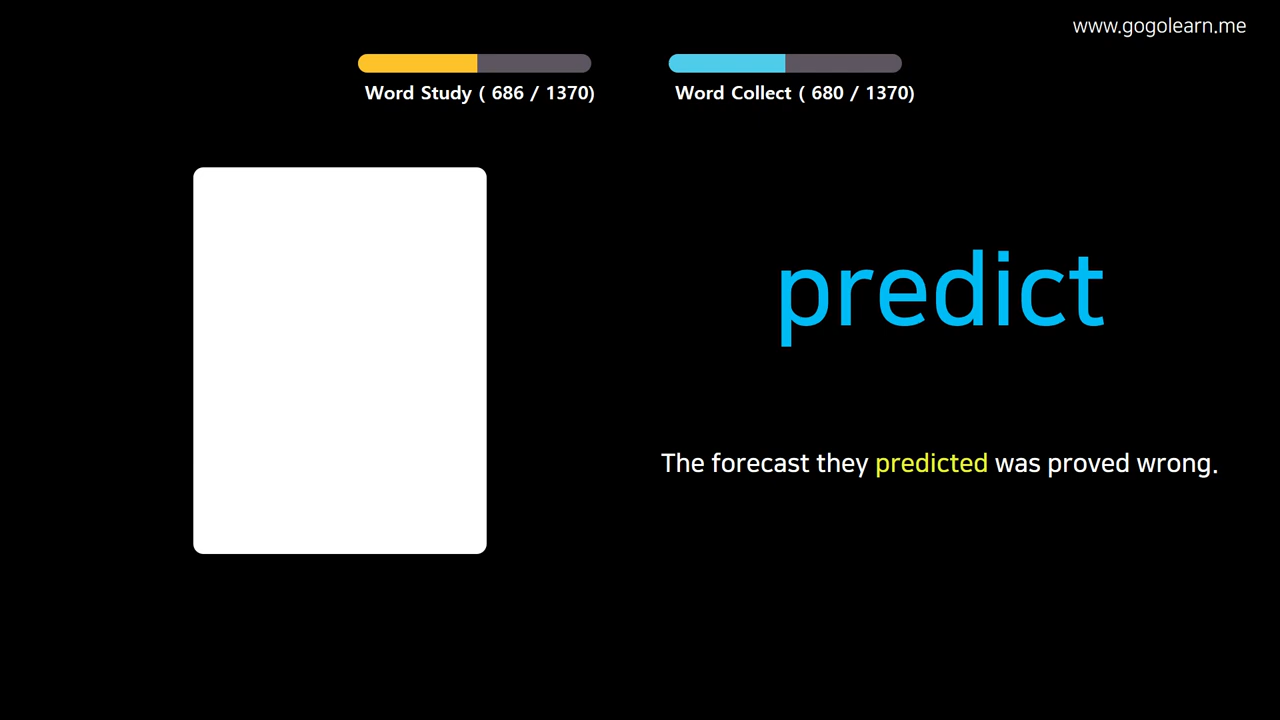 www.gogolearn.me
Word Study ( 686 / 1370)
Word Collect ( 680 / 1370)
predict
The forecast they predicted was proved wrong.